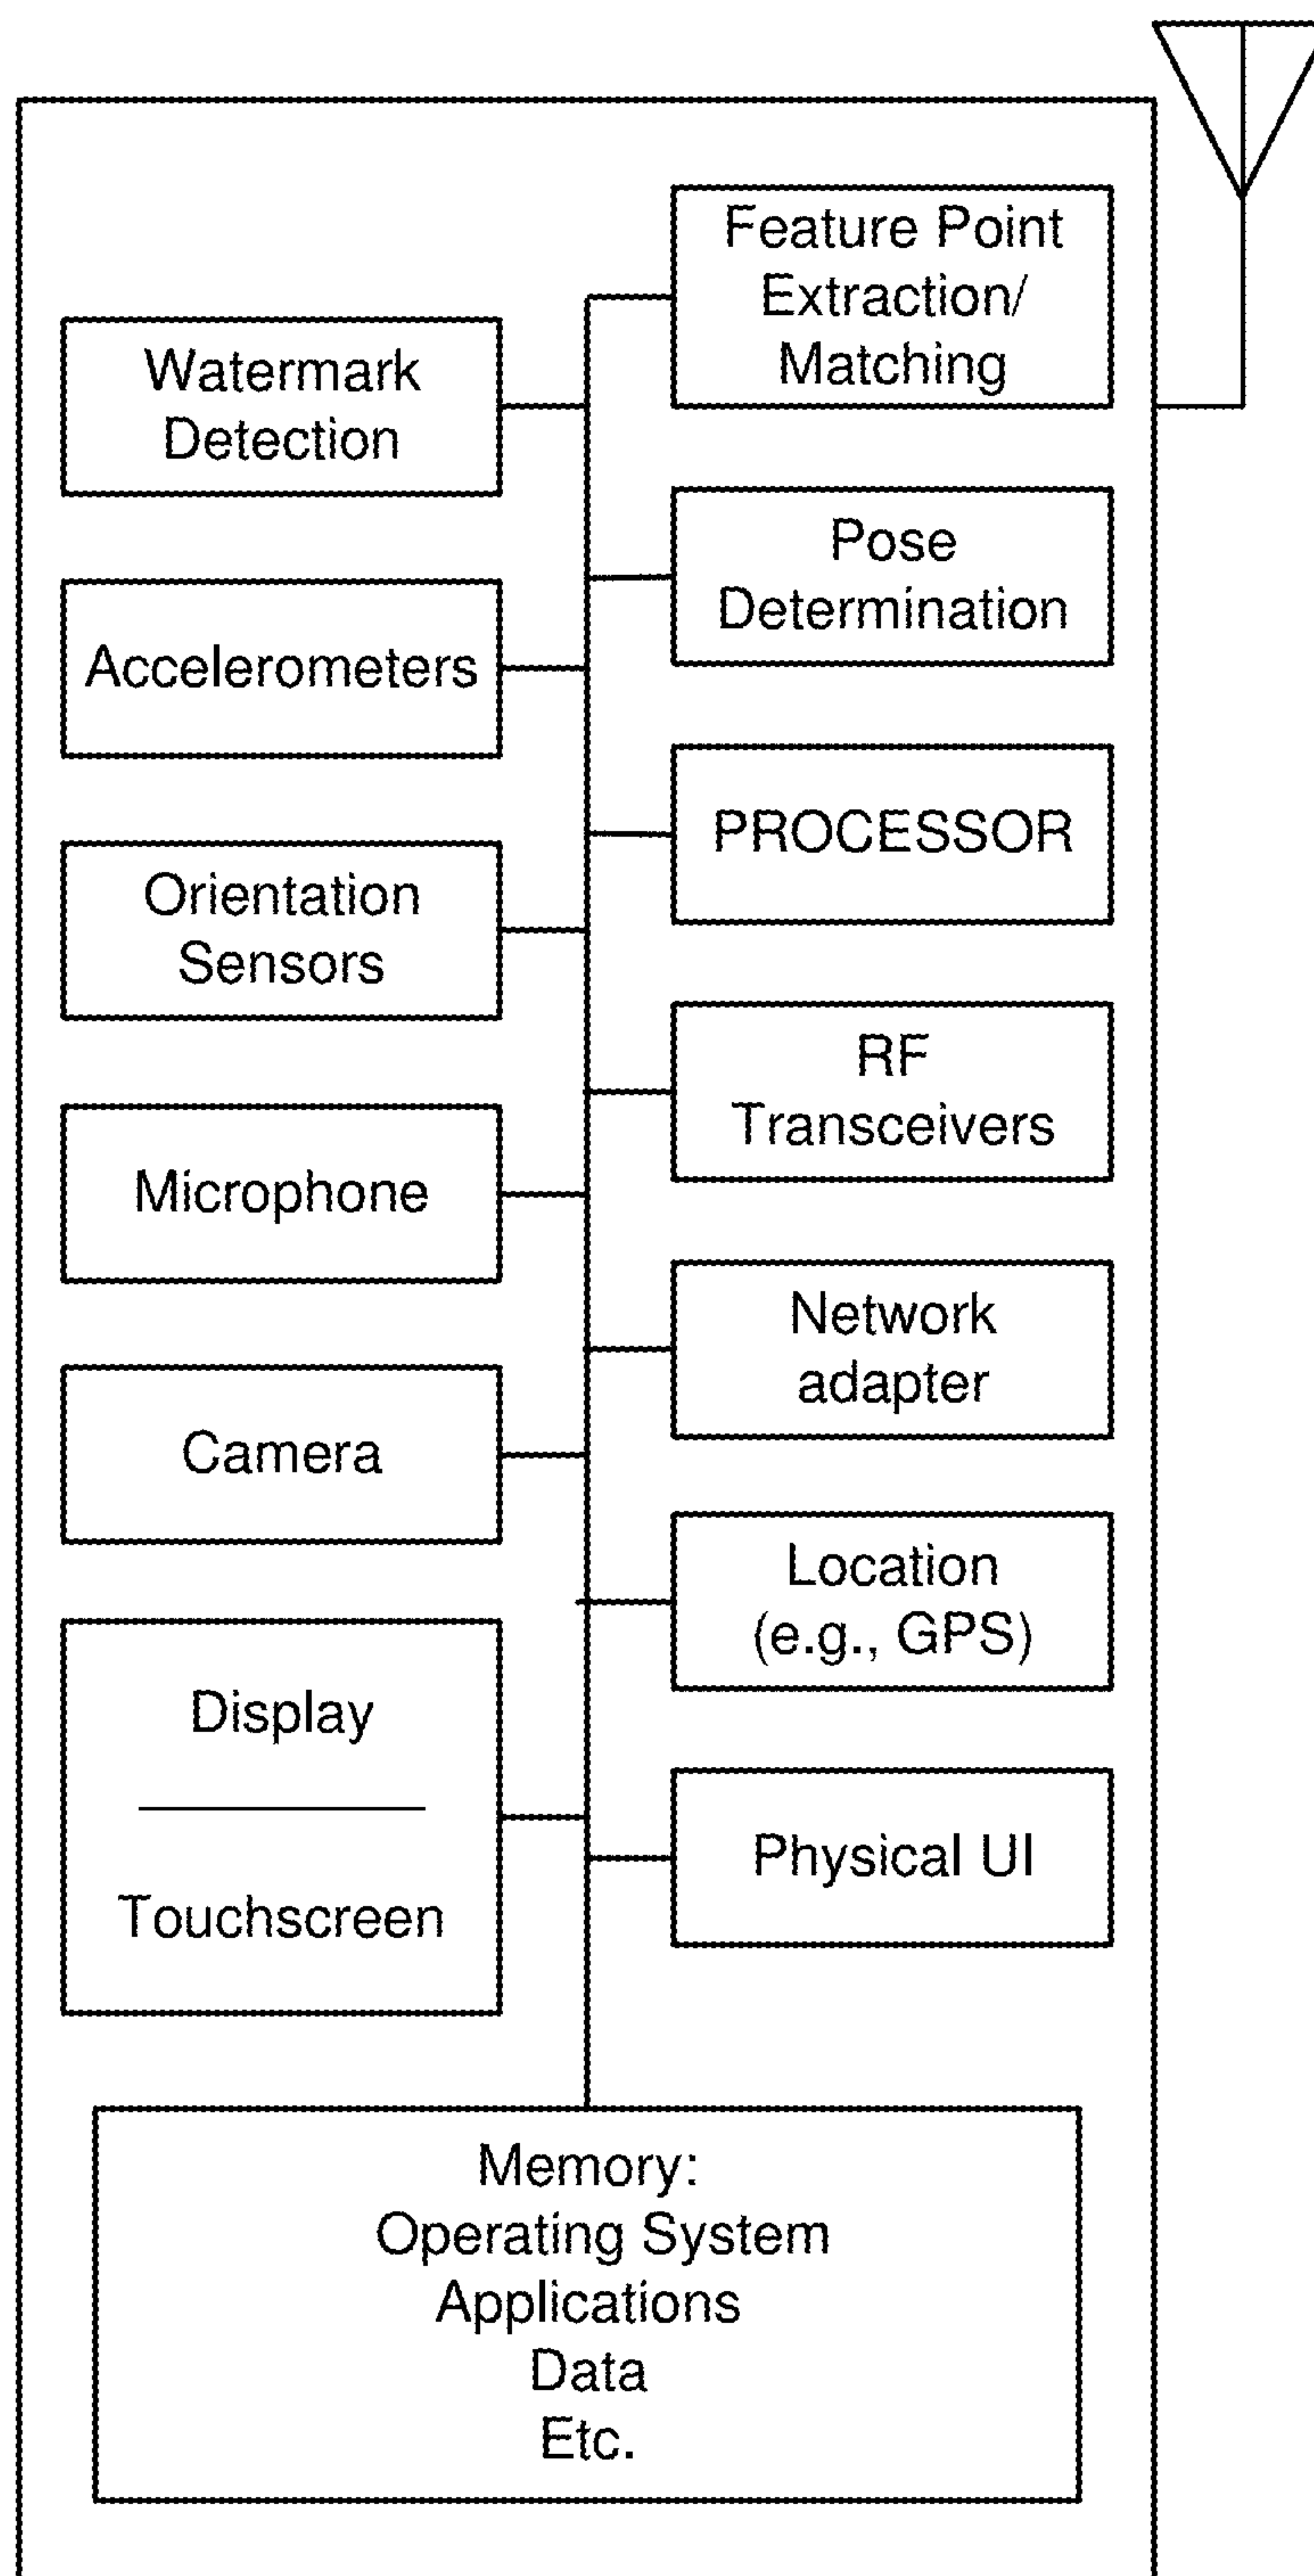 Feature Point
Extraction/
Matching
Watermark
Detection
Pose
Determination
Accelerometers
PROCESSOR
Orientation
Sensors
RF
Transceivers
Microphone
Network
adapter
Camera
Location
(e.g., GPS)
Display
Touchscreen
Physical UI
Memory:
Operating System
Applications
Data
Etc.